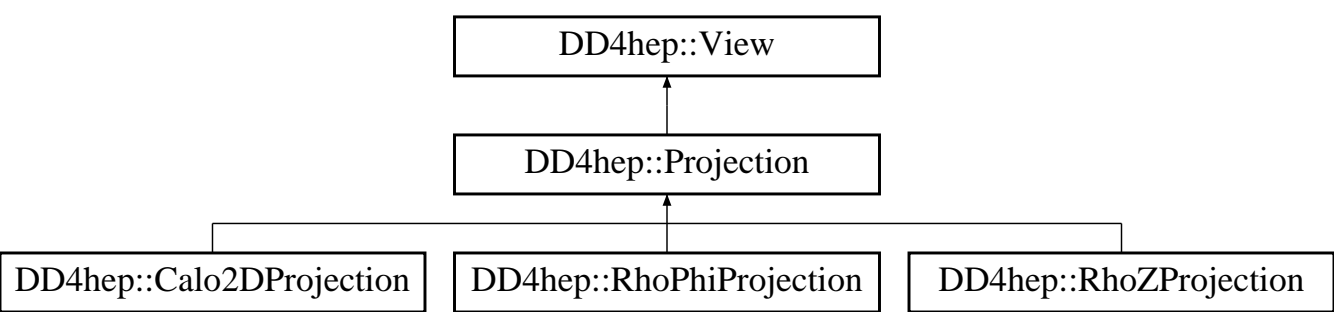 DD4hep::View
DD4hep::Projection
DD4hep::Calo2DProjection
DD4hep::RhoPhiProjection
DD4hep::RhoZProjection